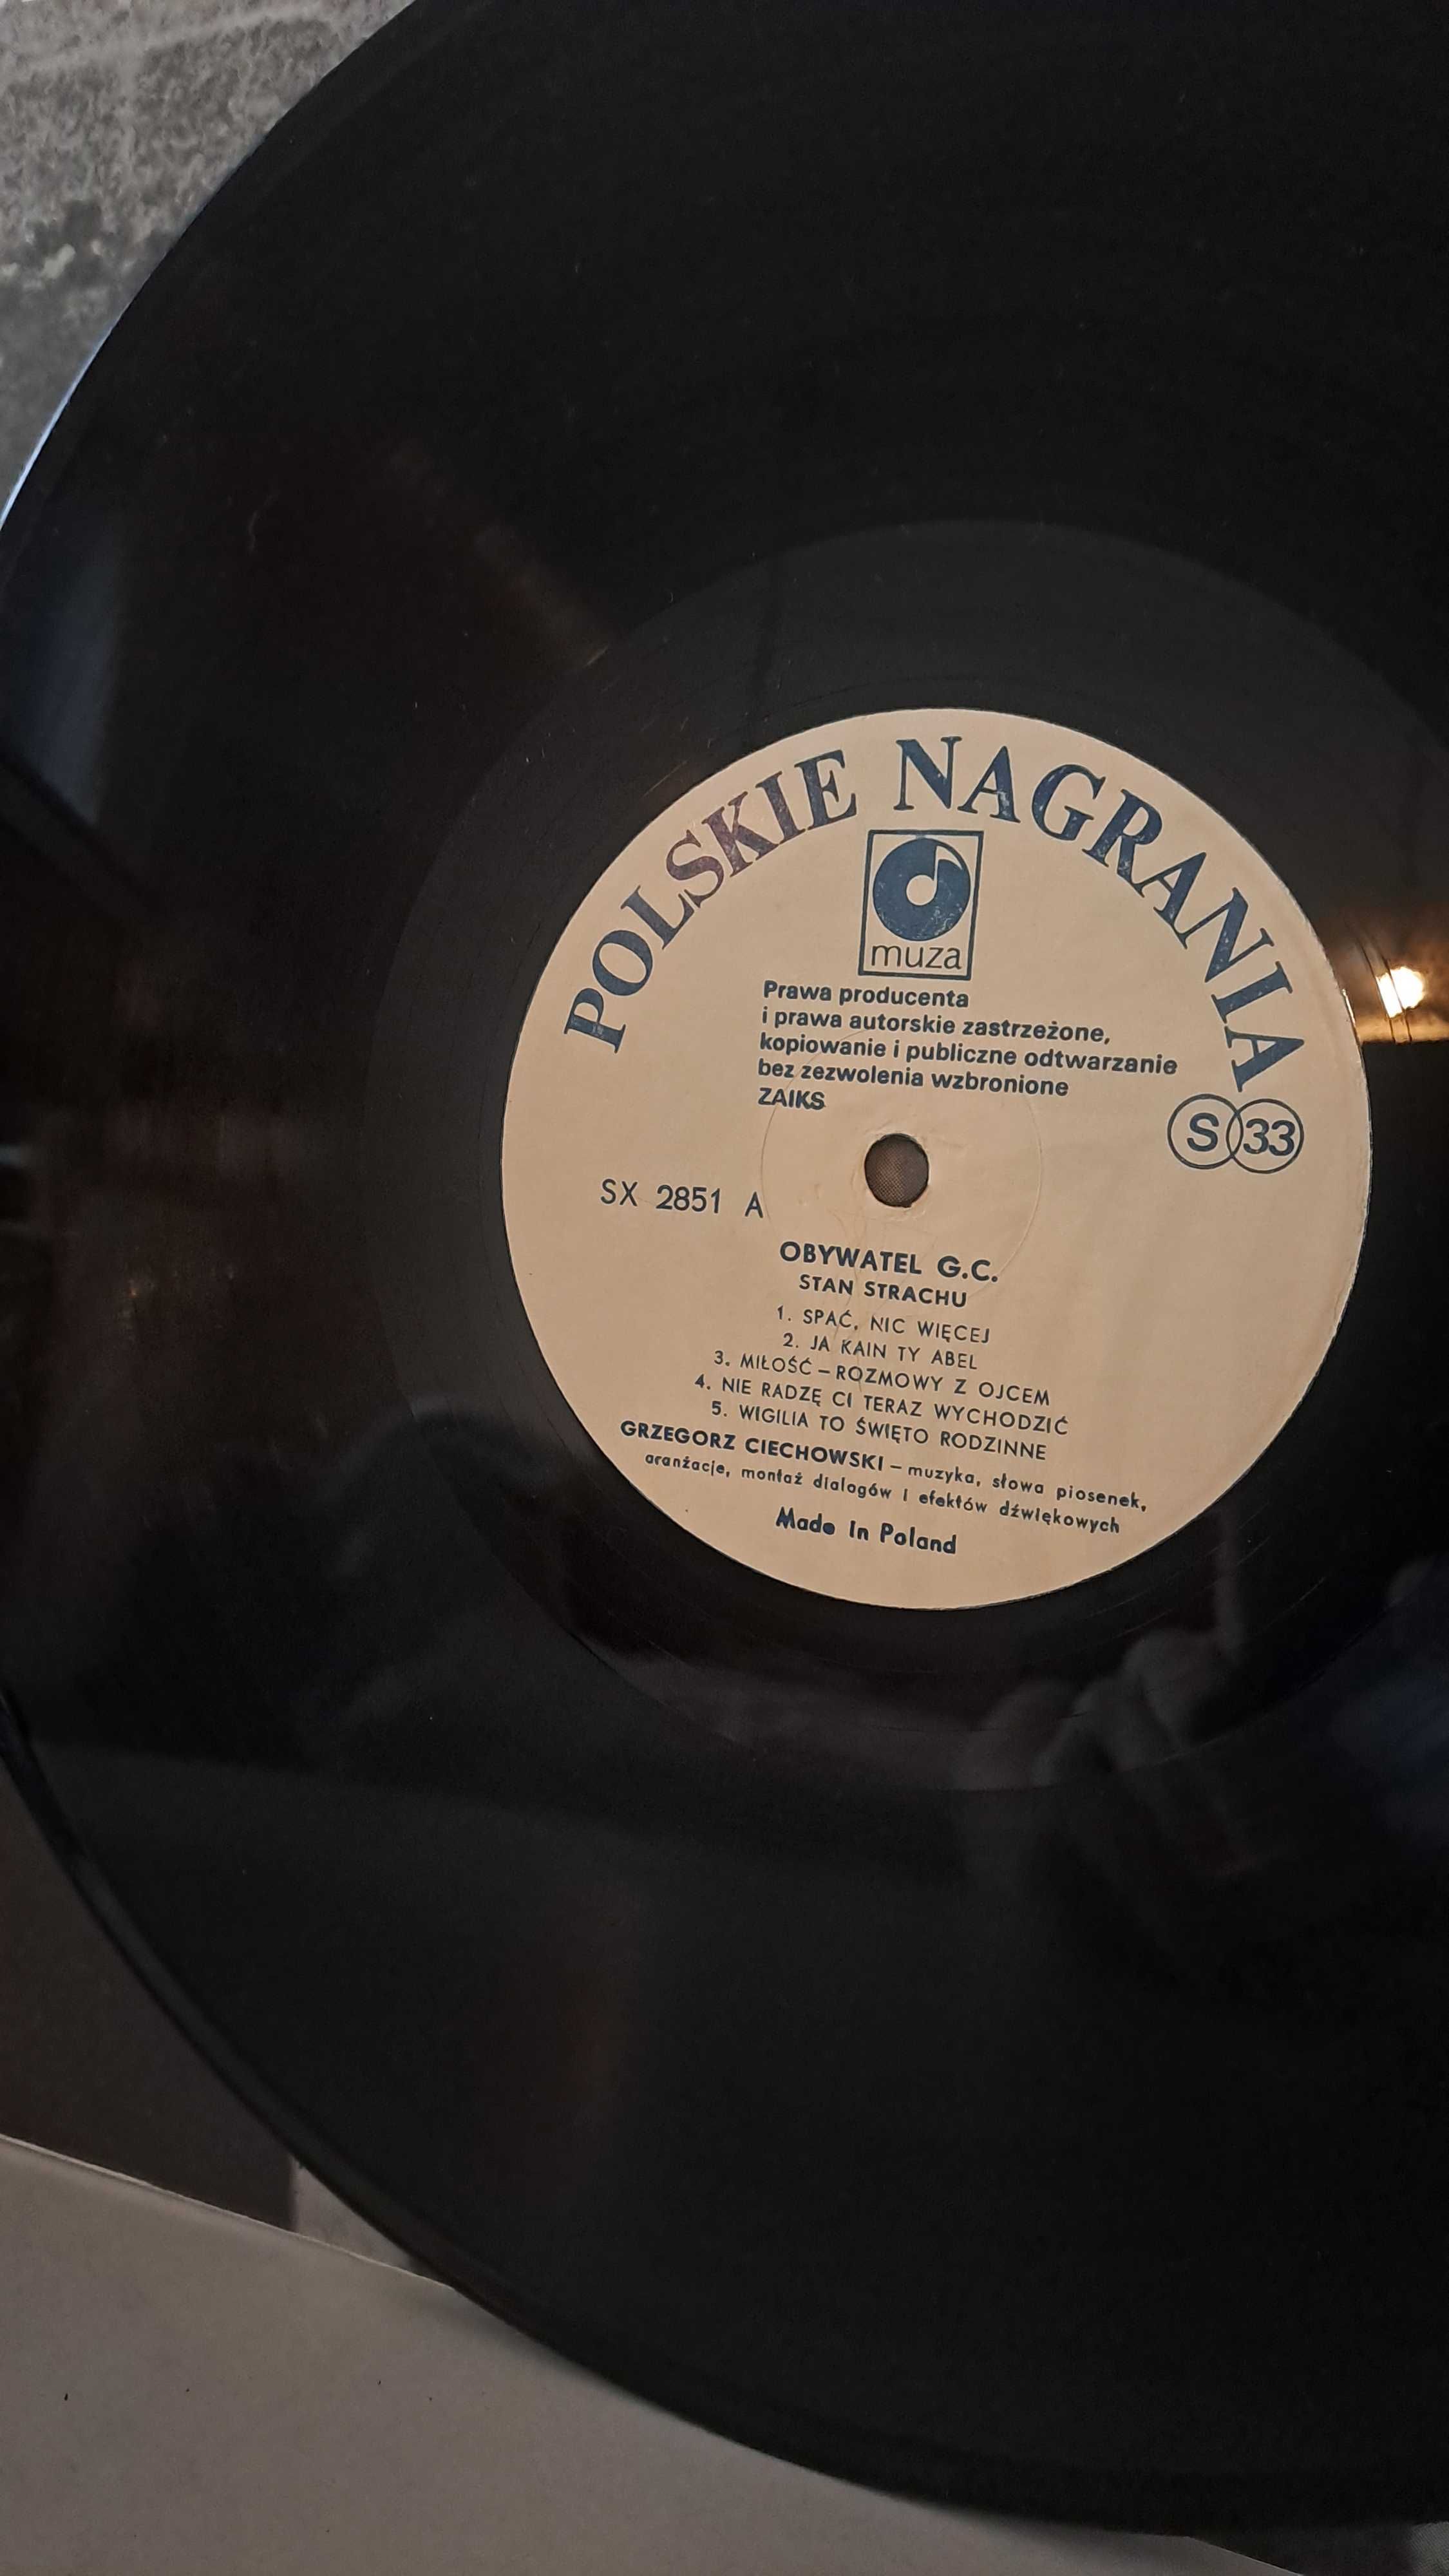 POLSKIE NAGRANIA
muza
Prawa producenta
i prawa autorskie zastrzeżone,
kopiowanie i publiczne odtwarzanie
bez zezwolenia wzbronione
ZAIKS
S 33
SX 2851 A
OBYWATEL G.C.
STAN STRACHU
1. SPAĆ, NIC WIĘCEJ
2. JA KAIN TY ABEL
3. MIŁOŚĆ – ROZMOWY Z OJCEM
4. NIE RADZĘ CI TERAZ WYCHODZIĆ
5. WIGILIA TO ŚWIĘTO RODZINNE
GRZEGORZ CIECHOWSKI – muzyka, słowa piosenek,
aranżacje, montaż dialogów i efektów dźwiękowych
Made in Poland